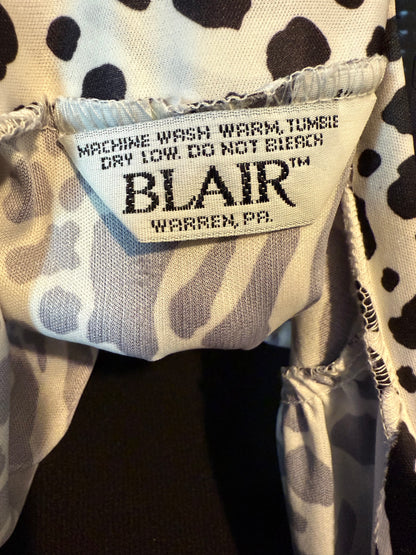 MACHINE WASH WARM, TUMBLE
DRY LOW. DO NOT BLEACH
BLAIR™
WARREN, PA.